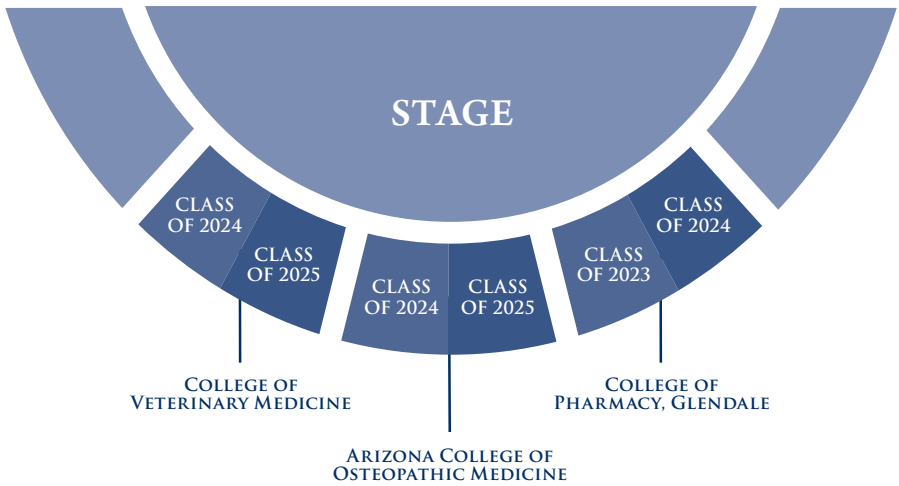 STAGE
CLASS
OF 2024
CLASS
OF 2025
CLASS
OF 2024
CLASS
OF 2025
CLASS
OF 2023
CLASS
OF 2024
College of
Veterinary Medicine
Arizona College of
Osteopathic Medicine
College of
Pharmacy, Glendale